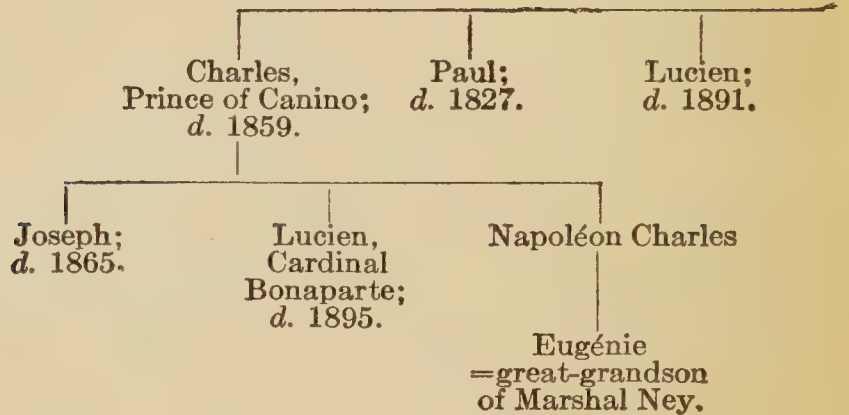 Charles,
Prince of Canino;
d. 1859.
Paul;
d. 1827.
Lucien;
d. 1891.
Joseph;
d. 1865.
Lucien,
Cardinal
Bonaparte;
d. 1895.
Napoléon Charles
Eugénie
=great-grandson
of Marshal Ney.